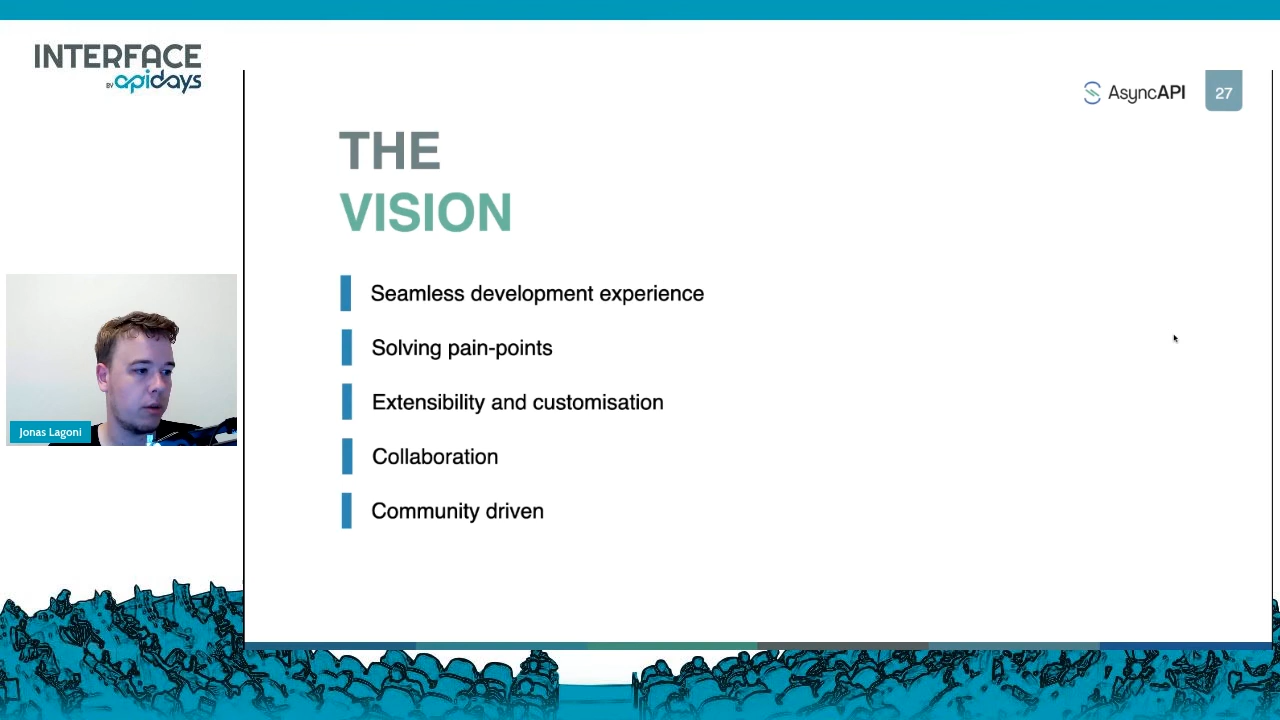 INTERFACE
BY apidays
AsyncAPI
27
THE
VISION
Seamless development experience
Solving pain-points
Extensibility and customisation
Collaboration
Community driven
Jonas Lagoni